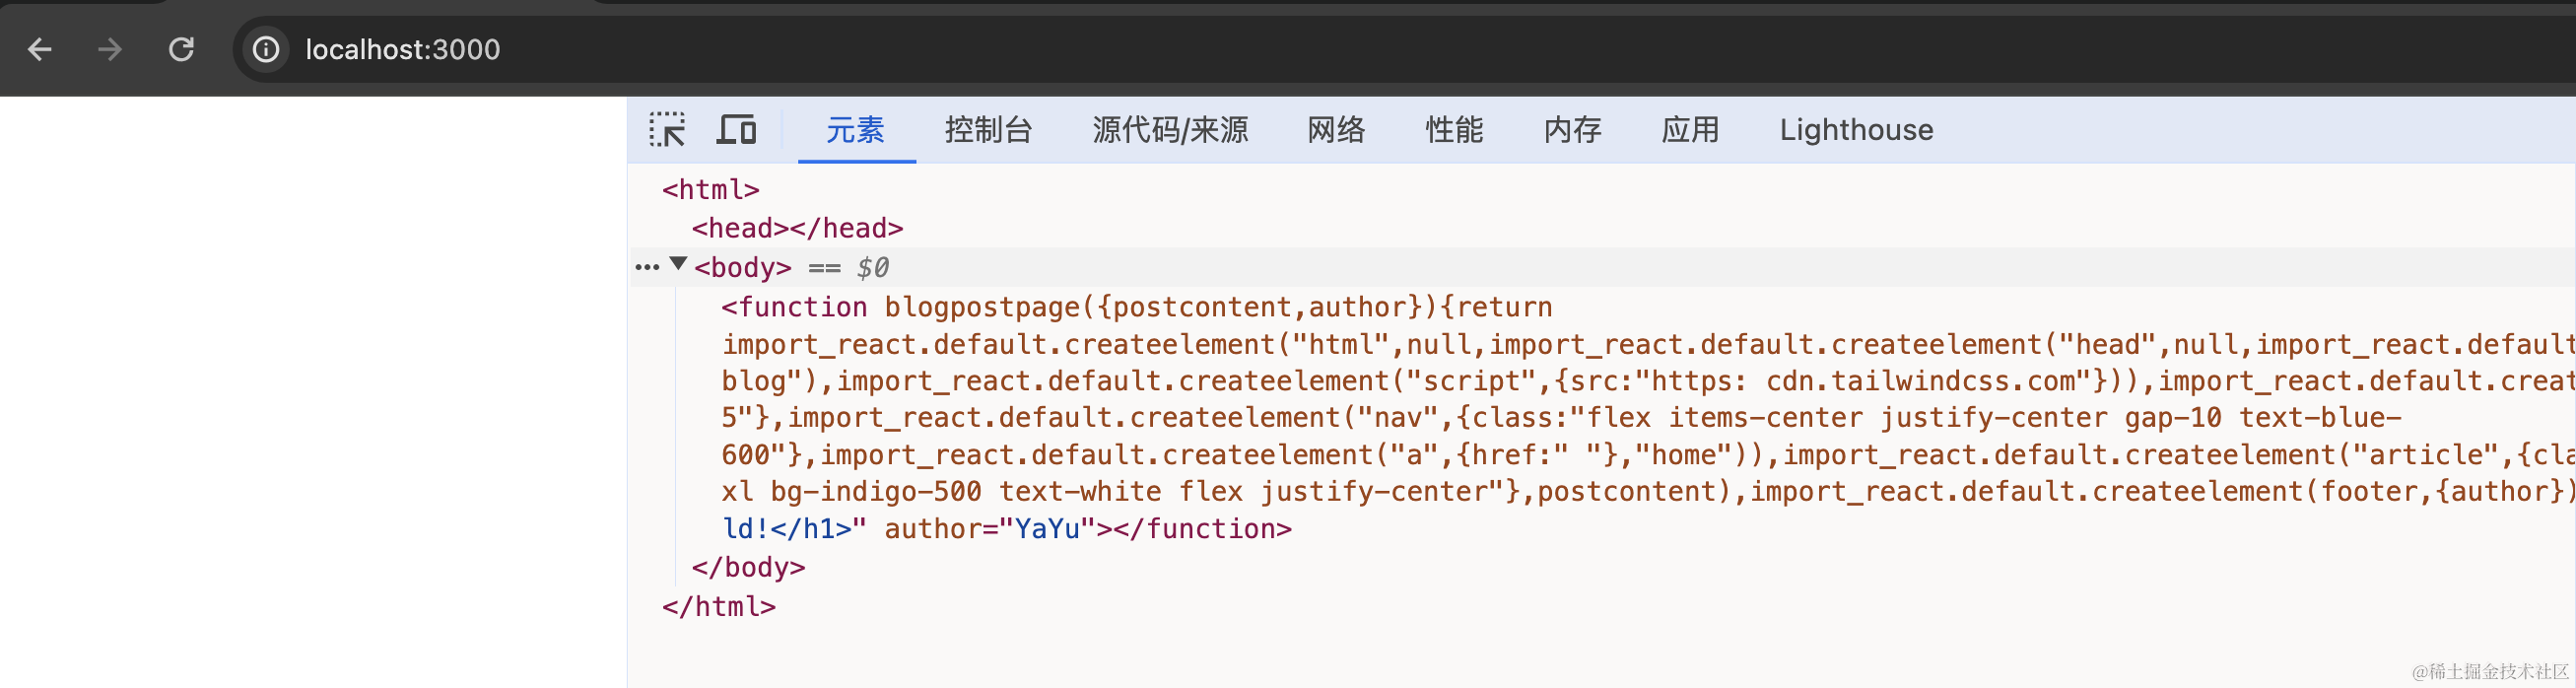 localhost:3000
元素 控制台 源代码/来源 网络 性能 内存 应用 Lighthouse
<html>
<head></head>
<body> == $0
<function blogpostpage({postcontent,author}){return
import_react.default.createelement("html",null,import_react.default.createelement("head",null,import_react.default
blog"),import_react.default.createelement("script",{src:"https: cdn.tailwindcss.com"})),import_react.default.creat
5"},import_react.default.createelement("nav",{class:"flex items-center justify-center gap-10 text-blue-
600"},import_react.default.createelement("a",{href:" "},"home")),import_react.default.createelement("article",{cla
xl bg-indigo-500 text-white flex justify-center"},postcontent),import_react.default.createelement(footer,{author})
ld!</h1>" author="YaYu"></function>
</body>
</html>
@稀土掘金技术社区